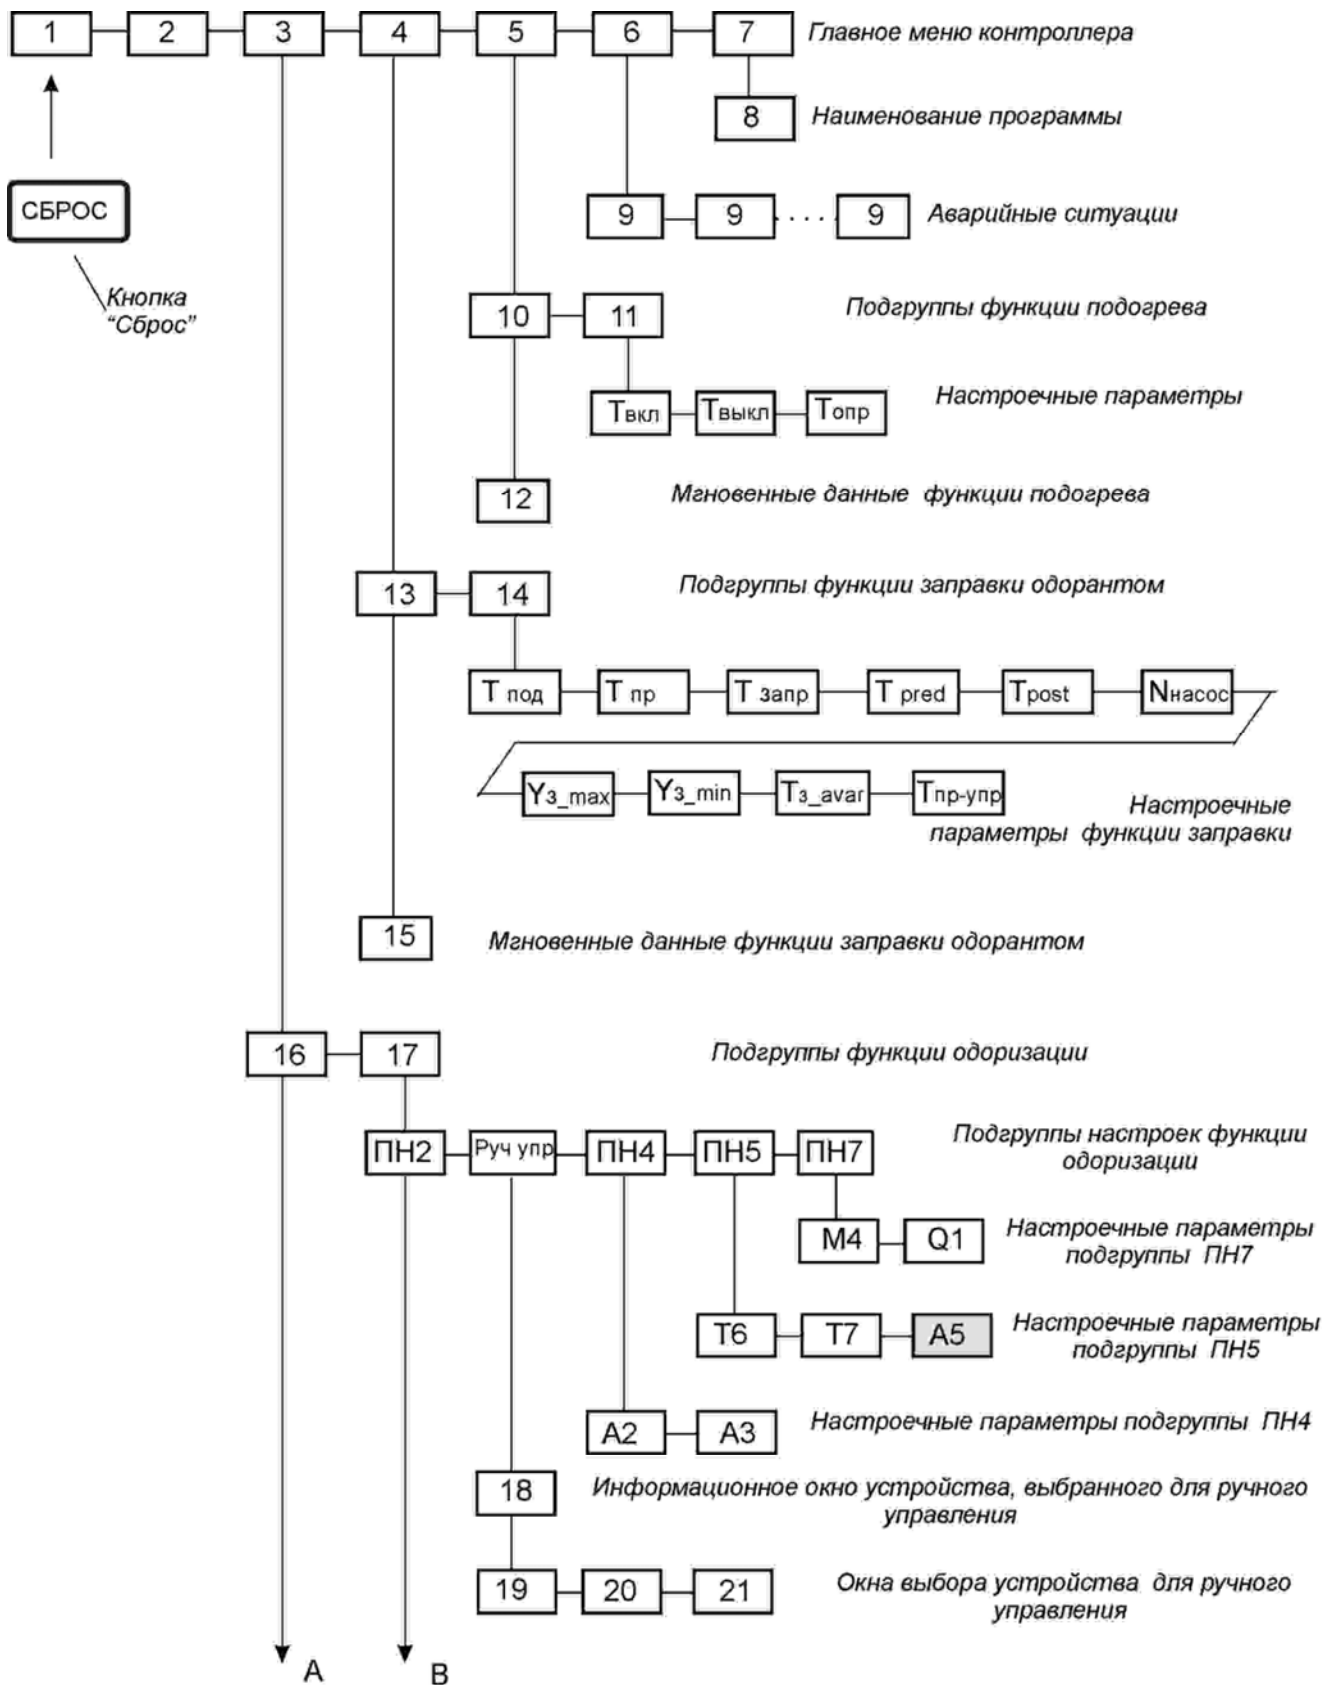 1 2 3 4 5 6 7 Главное меню контроллера
8 Наименование программы
СБРОС
9 9 . . . . 9 Аварийные ситуации
Кнопка
“Сброс”
10 11 Подгруппы функции подогрева
Твкл Твыкл Топр Настроечные параметры
12 Мгновенные данные функции подогрева
13 14 Подгруппы функции заправки одорантом
Т под Т пр Т запр Т pred Тpost Nнасос
Yз_max Yз_min Тз_avar Тпр-упр
Настроечные
параметры функции заправки
15 Мгновенные данные функции заправки одорантом
16 17 Подгруппы функции одоризации
ПН2 Руч упр ПН4 ПН5 ПН7
Подгруппы настроек функции
одоризации
М4 Q1 Настроечные параметры
подгруппы ПН7
Т6 Т7 А5 Настроечные параметры
подгруппы ПН5
А2 А3 Настроечные параметры подгруппы ПН4
18 Информационное окно устройства, выбранного для ручного
управления
19 20 21 Окна выбора устройства для ручного
управления
А В